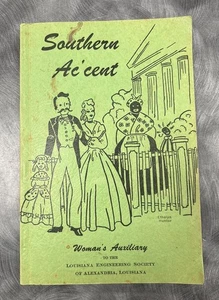 Southern
Ac'cent
Woman's Auxiliary
TO THE
LOUISIANA ENGINEERING SOCIETY
OF ALEXANDRIA, LOUISIANA